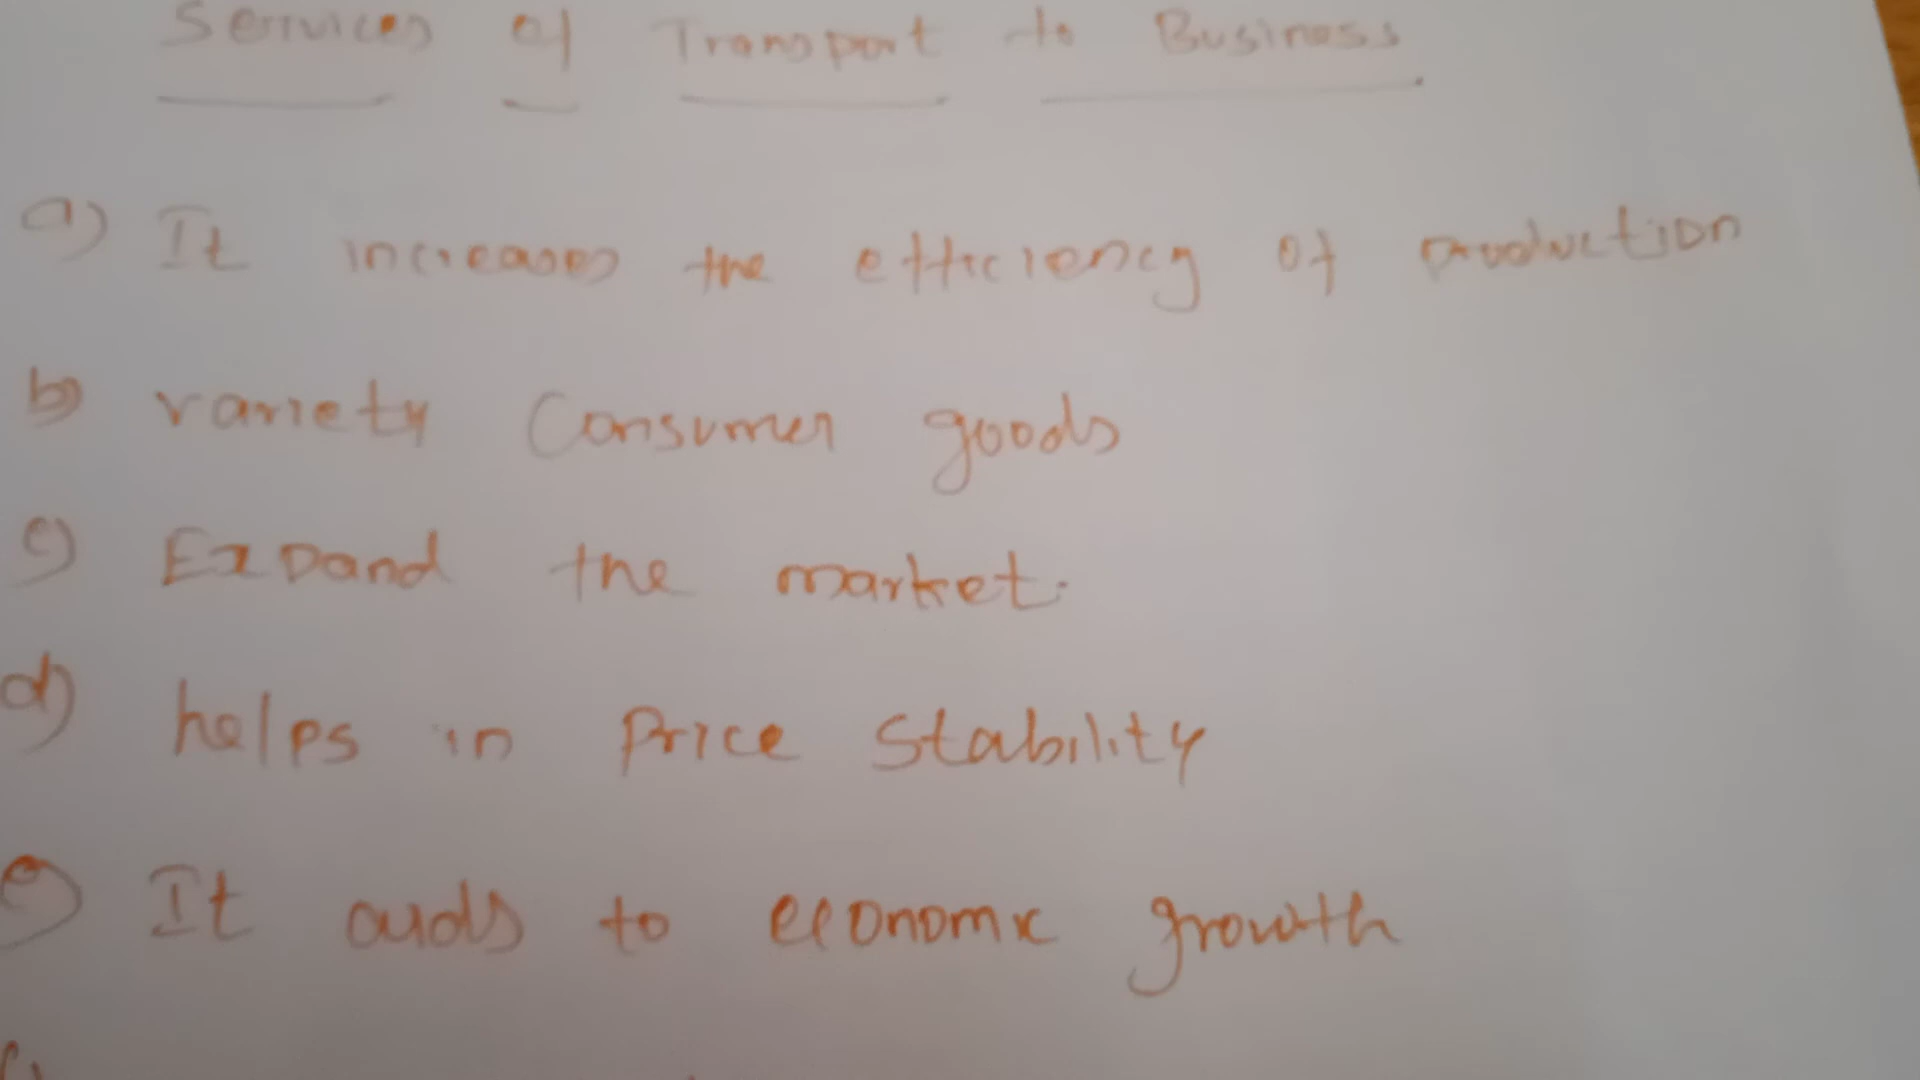 Services of Transport to Business
a) It increases the efficiency of production
b) variety Consumer goods
c) Expand the market.
d) helps in Price Stability
e) It aids to economic growth